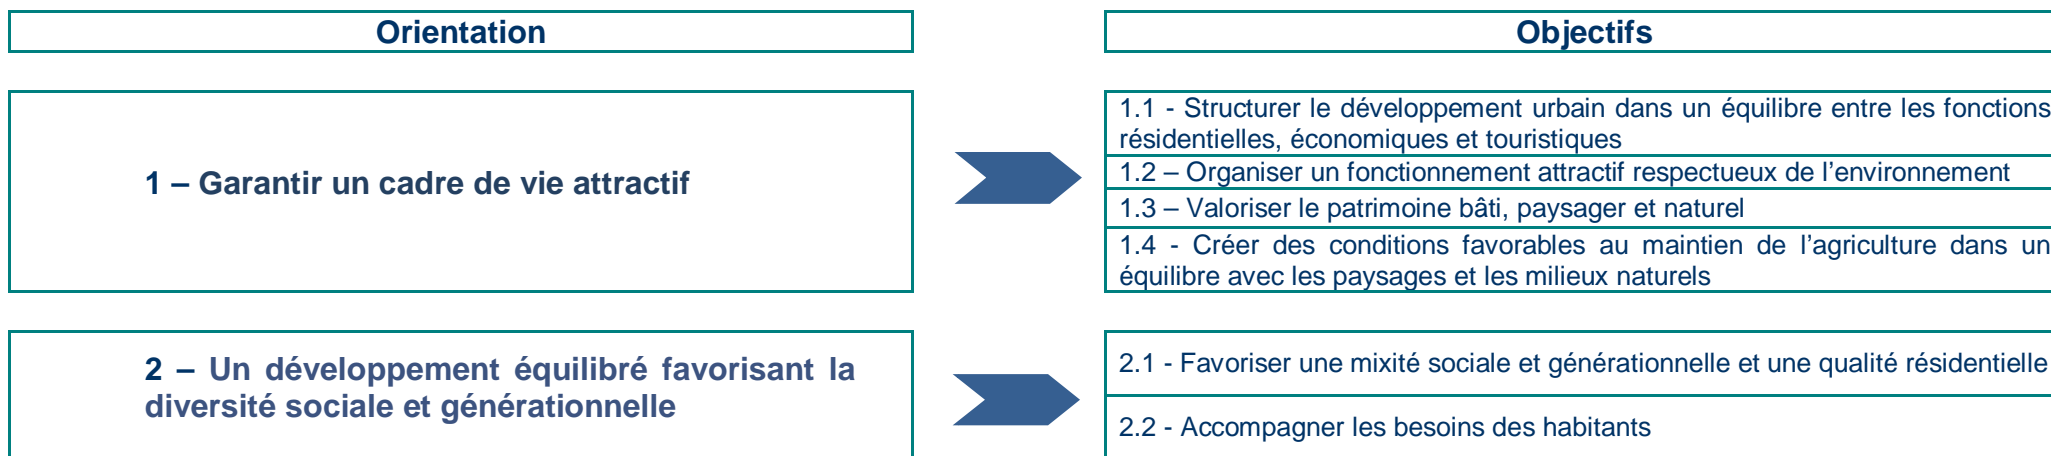 Orientation
Objectifs
1 – Garantir un cadre de vie attractif
1.1 - Structurer le développement urbain dans un équilibre entre les fonctions
résidentielles, économiques et touristiques
1.2 – Organiser un fonctionnement attractif respectueux de l’environnement
1.3 – Valoriser le patrimoine bâti, paysager et naturel
1.4 - Créer des conditions favorables au maintien de l’agriculture dans un
équilibre avec les paysages et les milieux naturels
2 – Un développement équilibré favorisant la
diversité sociale et générationnelle
2.1 - Favoriser une mixité sociale et générationnelle et une qualité résidentielle
2.2 - Accompagner les besoins des habitants